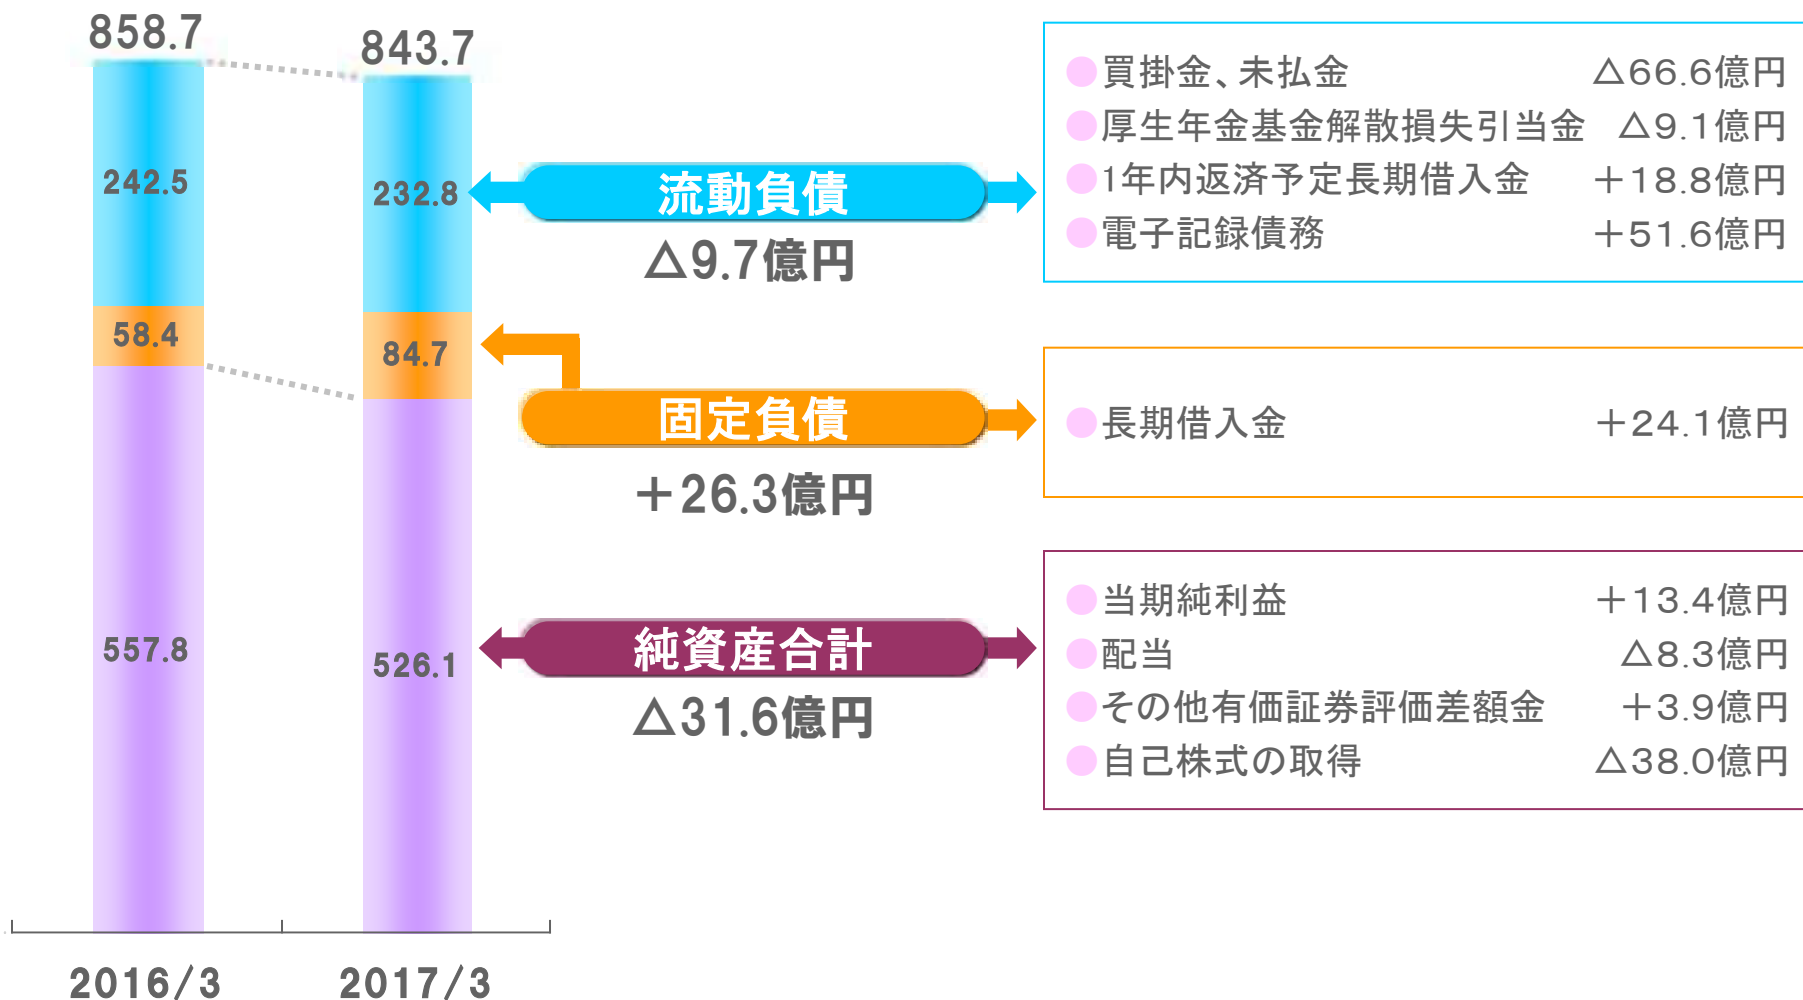 858.7
843.7
242.5
232.8
58.4
84.7
557.8
526.1
2016/3
2017/3
流動負債
△9.7億円
固定負債
＋26.3億円
純資産合計
△31.6億円
●買掛金、未払金 △66.6億円
●厚生年金基金解散損失引当金 △9.1億円
●1年内返済予定長期借入金 ＋18.8億円
●電子記録債務 ＋51.6億円
●長期借入金 ＋24.1億円
●当期純利益 ＋13.4億円
●配当 △8.3億円
●その他有価証券評価差額金 ＋3.9億円
●自己株式の取得 △38.0億円